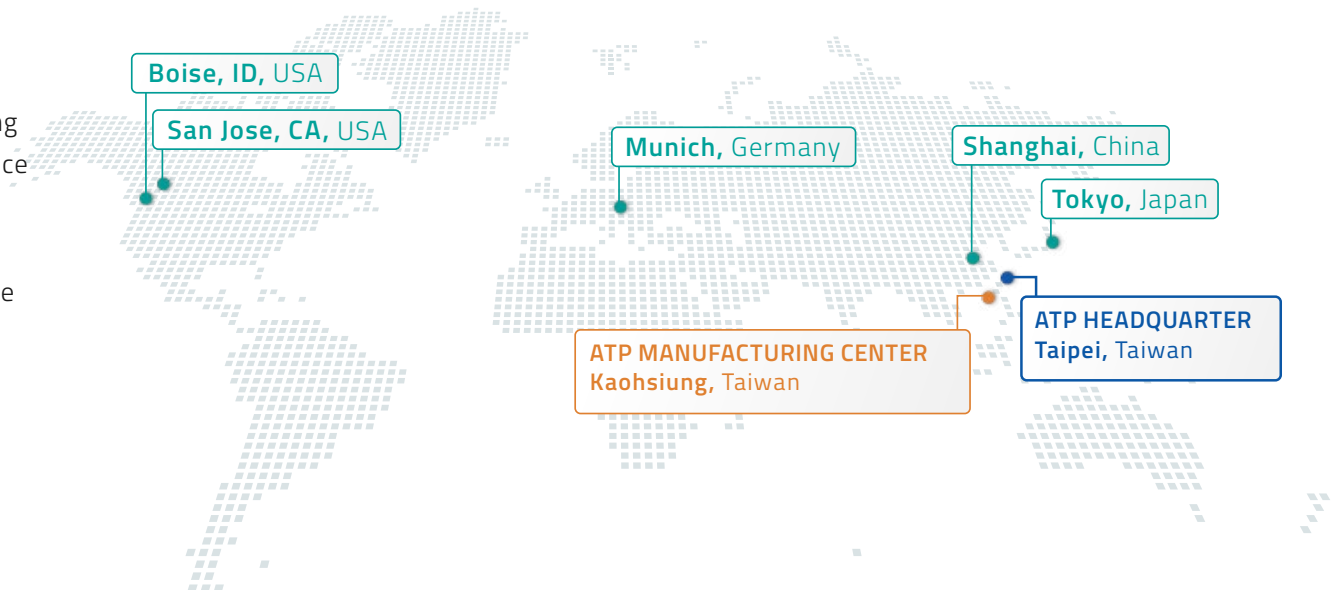 Boise, ID, USA
San Jose, CA, USA
Munich, Germany
Shanghai, China
Tokyo, Japan
ATP HEADQUARTER
Taipei, Taiwan
ATP MANUFACTURING CENTER
Kaohsiung, Taiwan